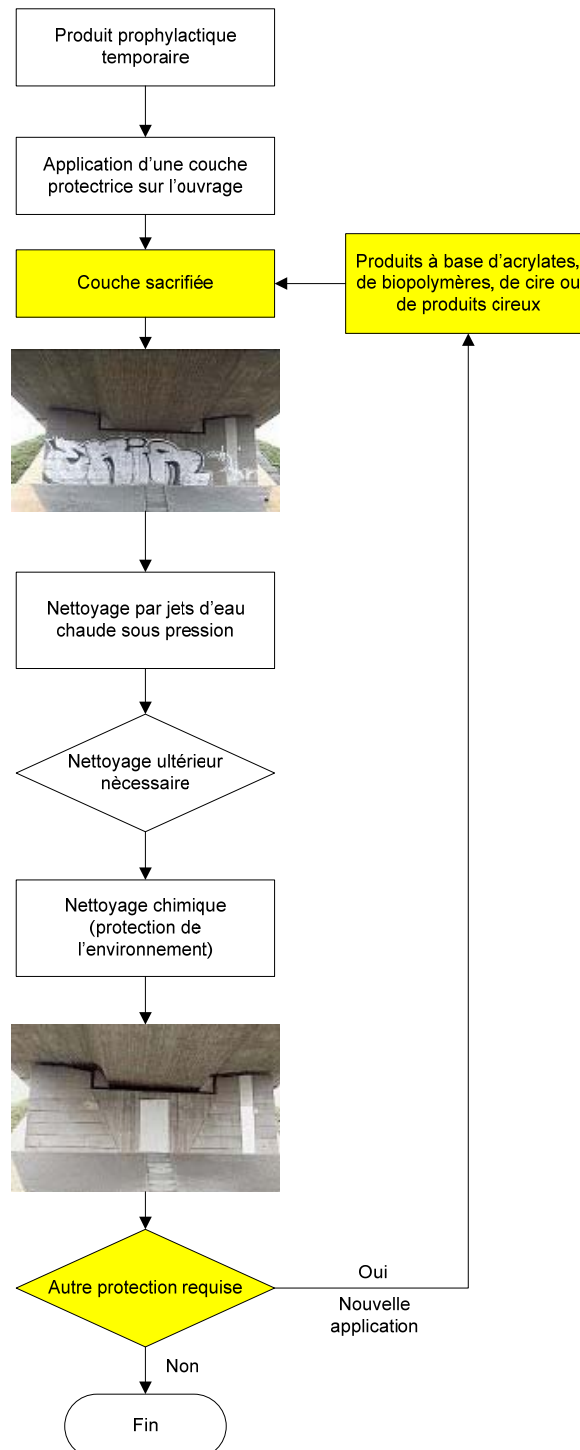 Produit prophylactique
temporaire
Application d'une couche
protectrice sur l'ouvrage
Couche sacrifiée
Produits à base d'acrylates,
de biopolymères, de cire ou
de produits cireux
Nettoyage par jets d'eau
chaude sous pression
Nettoyage ultérieur
nècessaire
Nettoyage chimique
(protection de
l'environnement)
Autre protection requise
Oui
Nouvelle
application
Non
Fin